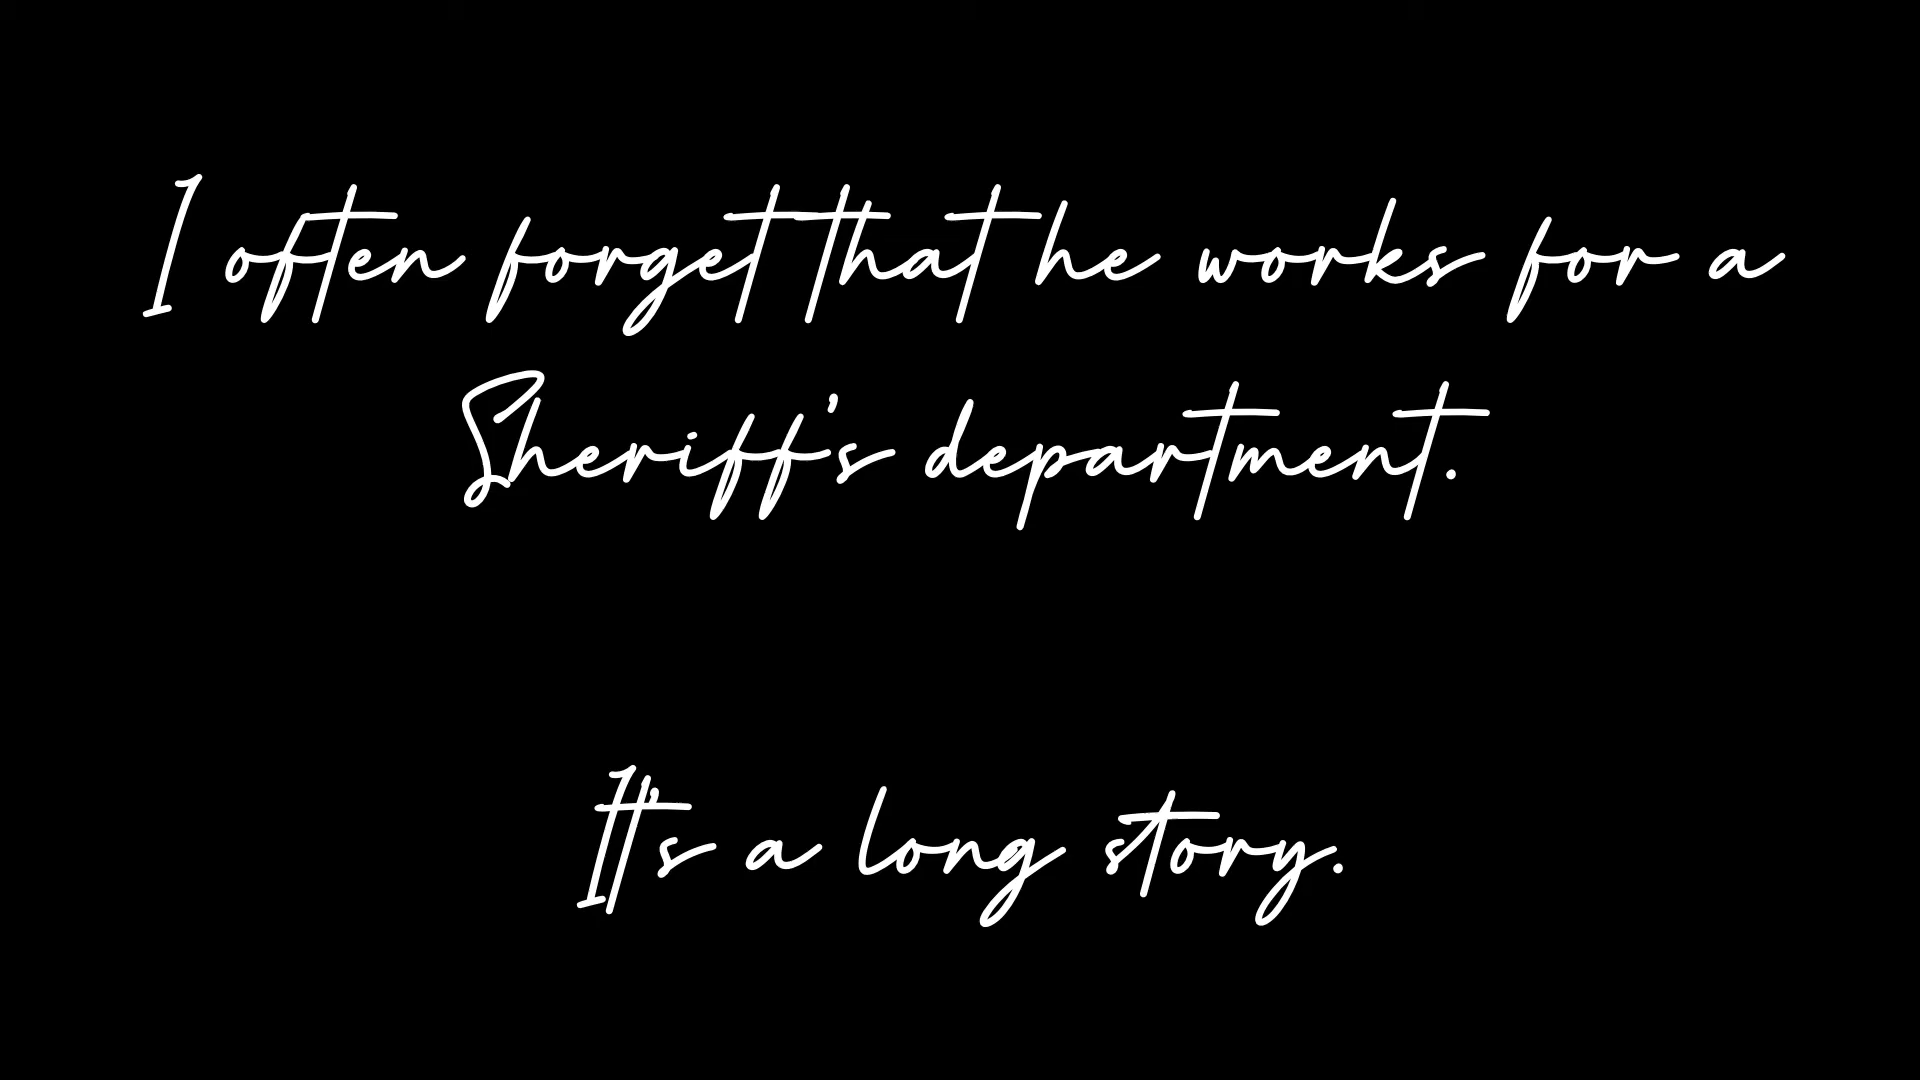 I often forget that he works for a
Sheriff's department.
It's a long story.